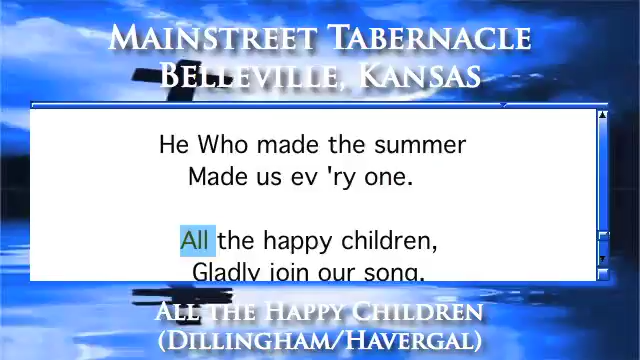 MAINSTREET TABERNACLE
BELLEVILLE, KANSAS
He Who made the summer
Made us ev 'ry one.
All the happy children,
Gladly join our song,
ALL THE HAPPY CHILDREN
(DILLINGHAM/HAVERGAL)